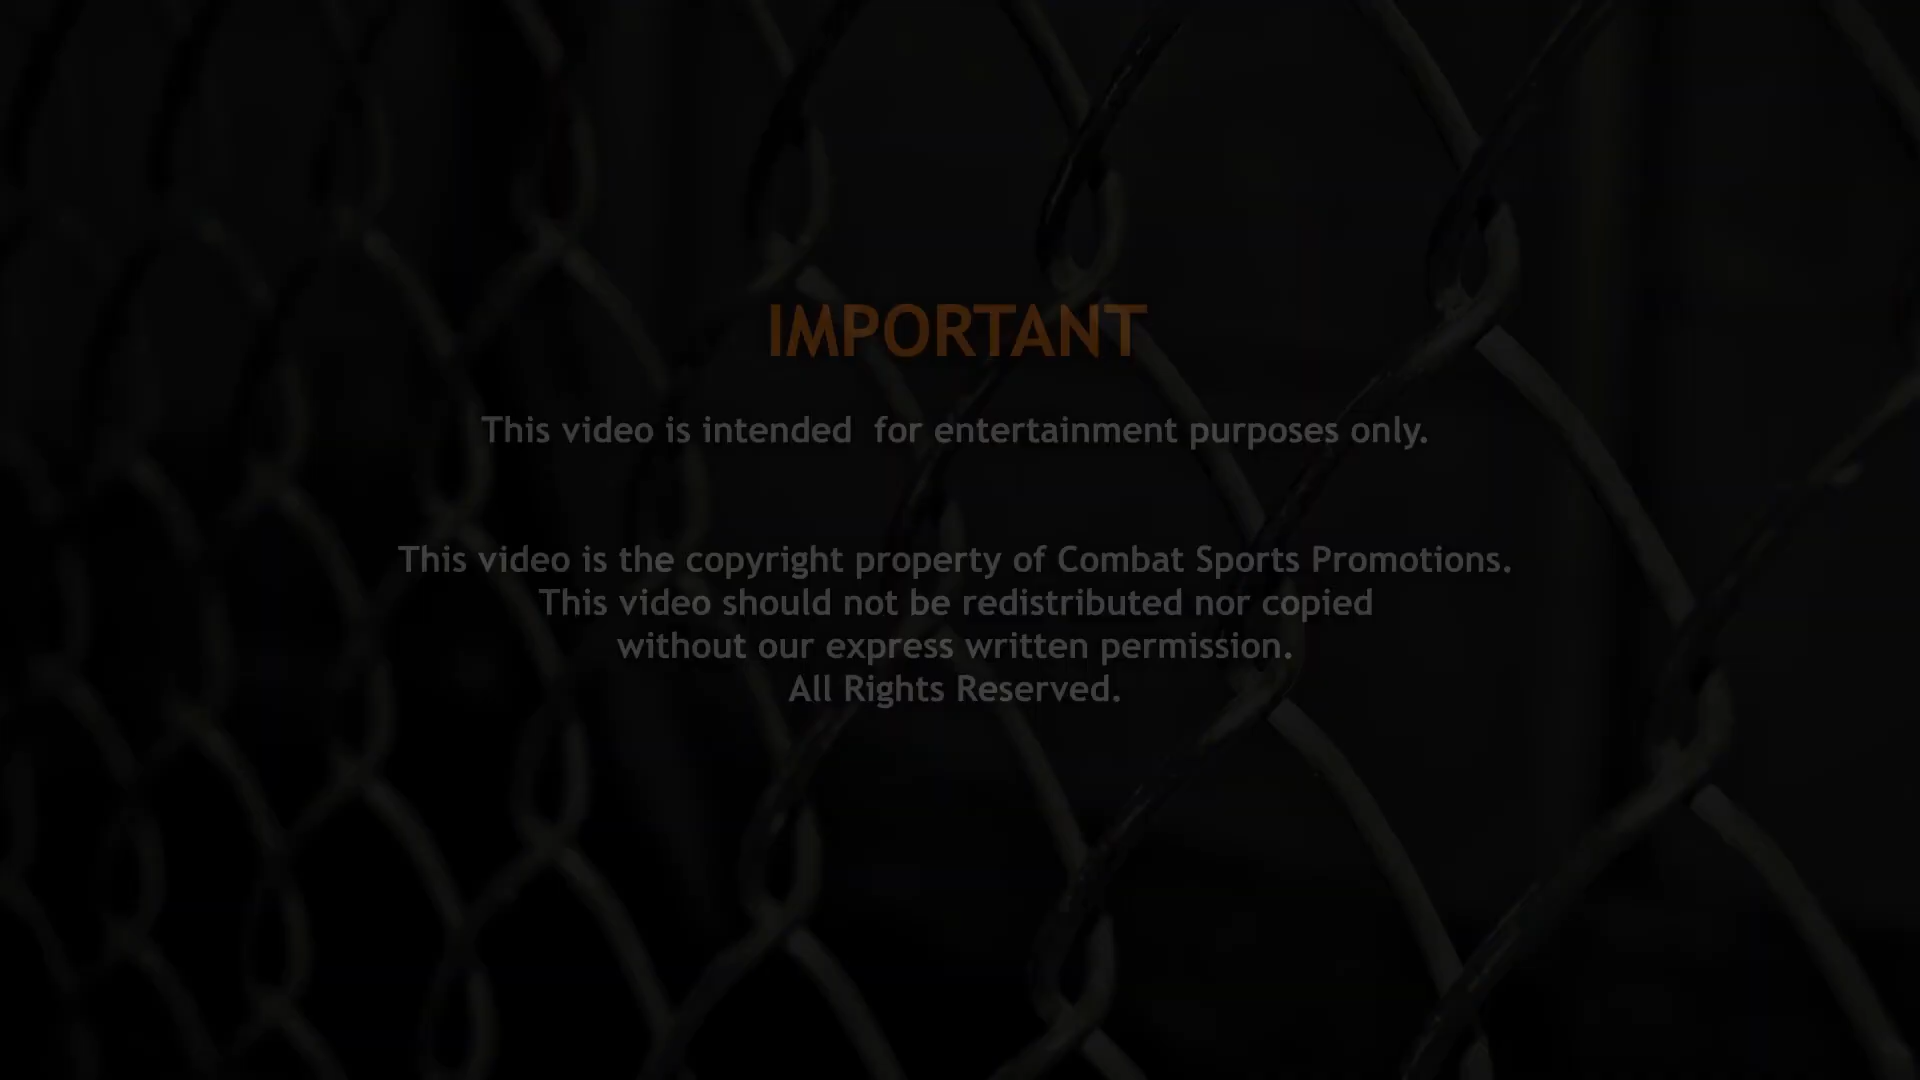 IMPORTANT
This video is intended  for entertainment purposes only.
This video is the copyright property of Combat Sports Promotions.
This video should not be redistributed nor copied
without our express written permission.
All Rights Reserved.